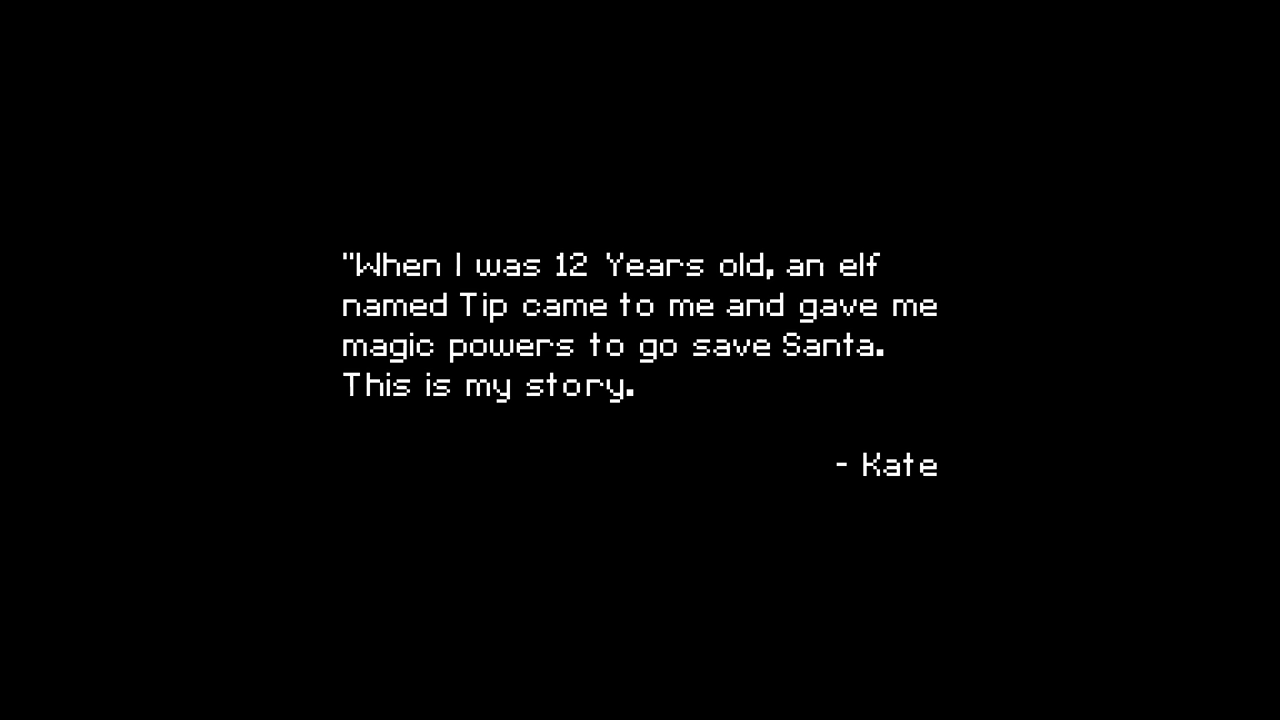 "When I was 12 Years old, an elf
named Tip came to me and gave me
magic powers to go save Santa.
This is my story.
- Kate